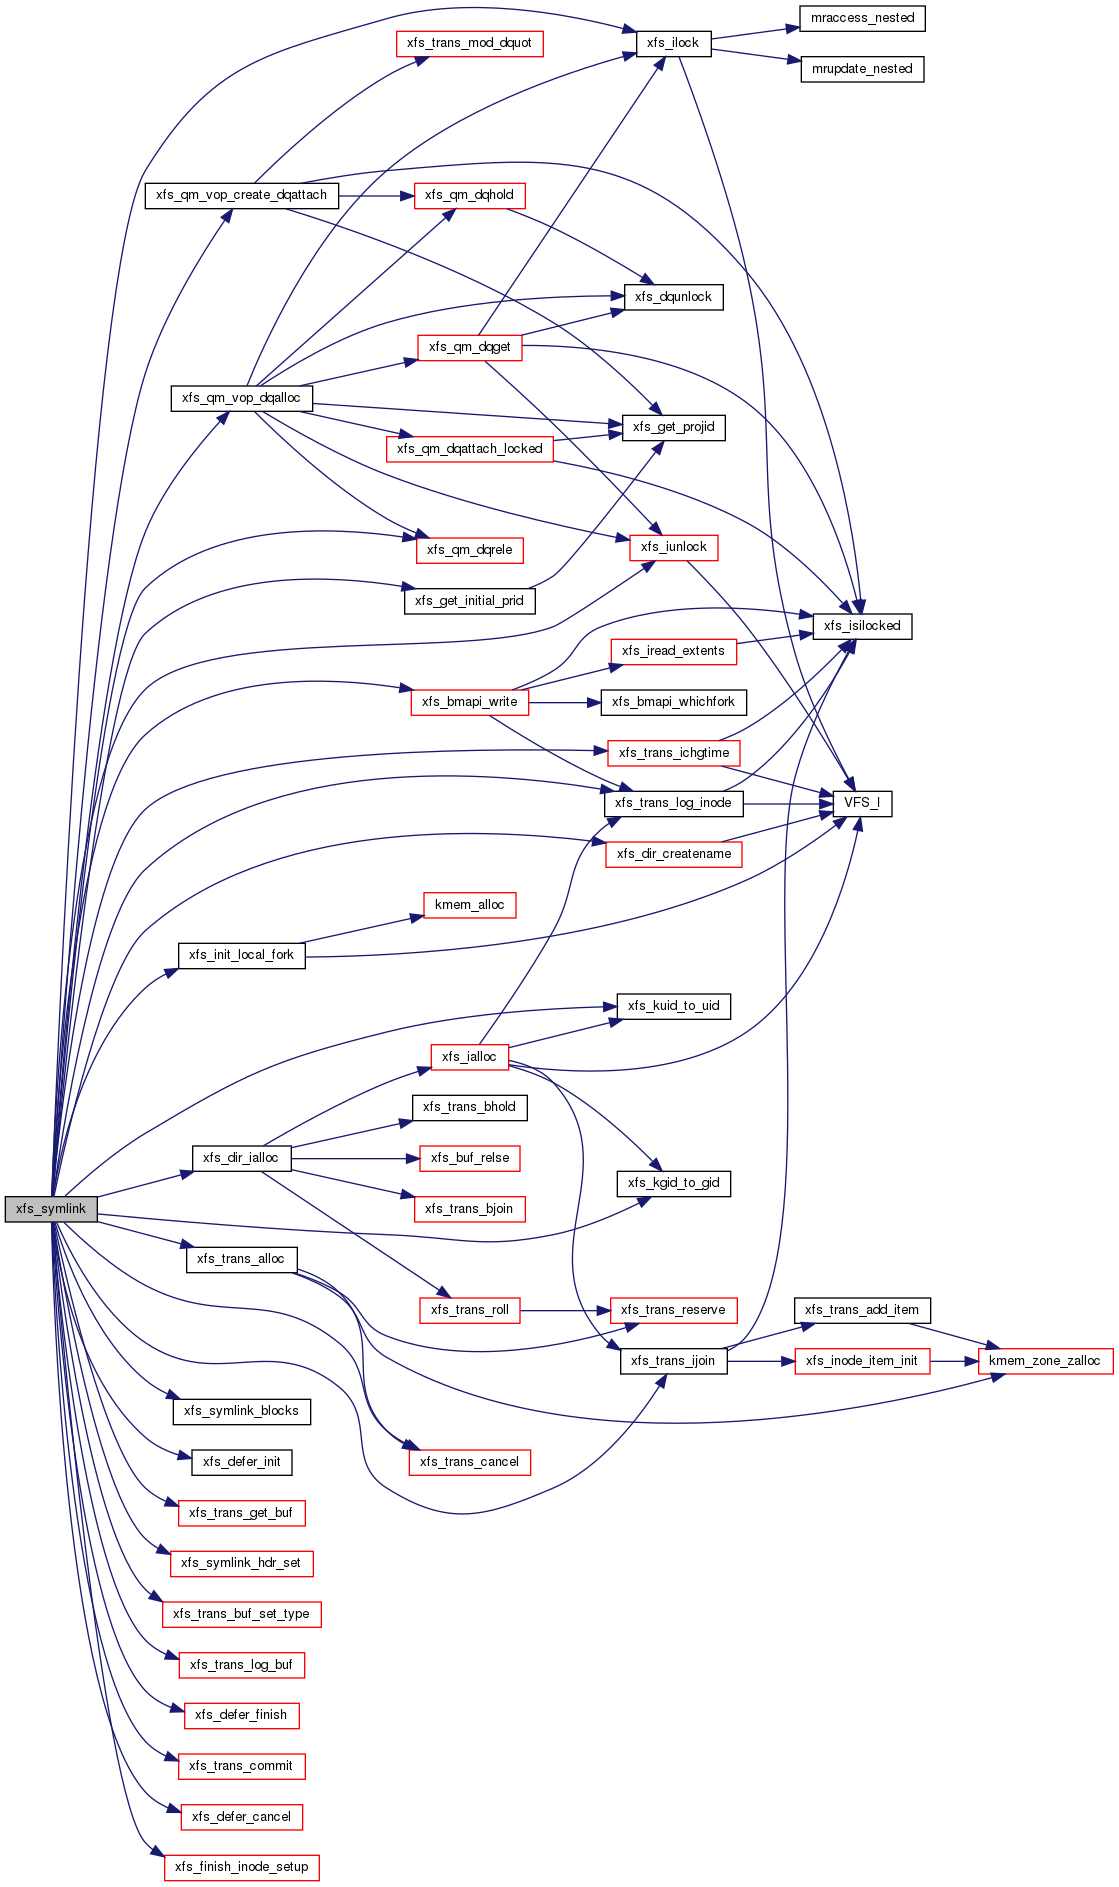 mraccess_nested
xfs_trans_mod_dquot
xfs_ilock
mrupdate_nested
xfs_qm_vop_create_dqattach
xfs_qm_dqhold
xfs_dqunlock
xfs_qm_dqget
xfs_qm_vop_dqalloc
xfs_get_projid
xfs_qm_dqattach_locked
xfs_qm_dqrele
xfs_iunlock
xfs_get_initial_prid
xfs_isilocked
xfs_iread_extents
xfs_bmapi_write
xfs_bmapi_whichfork
xfs_trans_ichgtime
xfs_trans_log_inode
VFS_I
xfs_dir_createname
kmem_alloc
xfs_init_local_fork
xfs_kuid_to_uid
xfs_ialloc
xfs_trans_bhold
xfs_dir_ialloc
xfs_buf_relse
xfs_kgid_to_gid
xfs_symlink
xfs_trans_bjoin
xfs_trans_alloc
xfs_trans_roll
xfs_trans_reserve
xfs_trans_add_item
xfs_trans_ijoin
xfs_inode_item_init
kmem_zone_zalloc
xfs_symlink_blocks
xfs_defer_init
xfs_trans_cancel
xfs_trans_get_buf
xfs_symlink_hdr_set
xfs_trans_buf_set_type
xfs_trans_log_buf
xfs_defer_finish
xfs_trans_commit
xfs_defer_cancel
xfs_finish_inode_setup